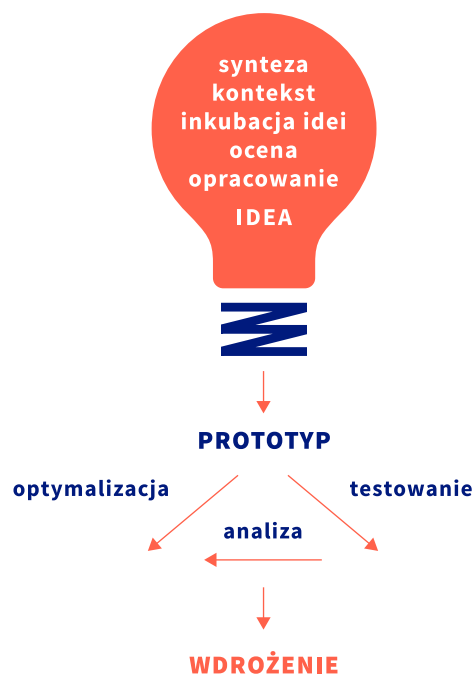 synteza
kontekst
inkubacja idei
ocena
opracowanie
IDEA
PROTOTYP
optymalizacja
testowanie
analiza
WDROŻENIE